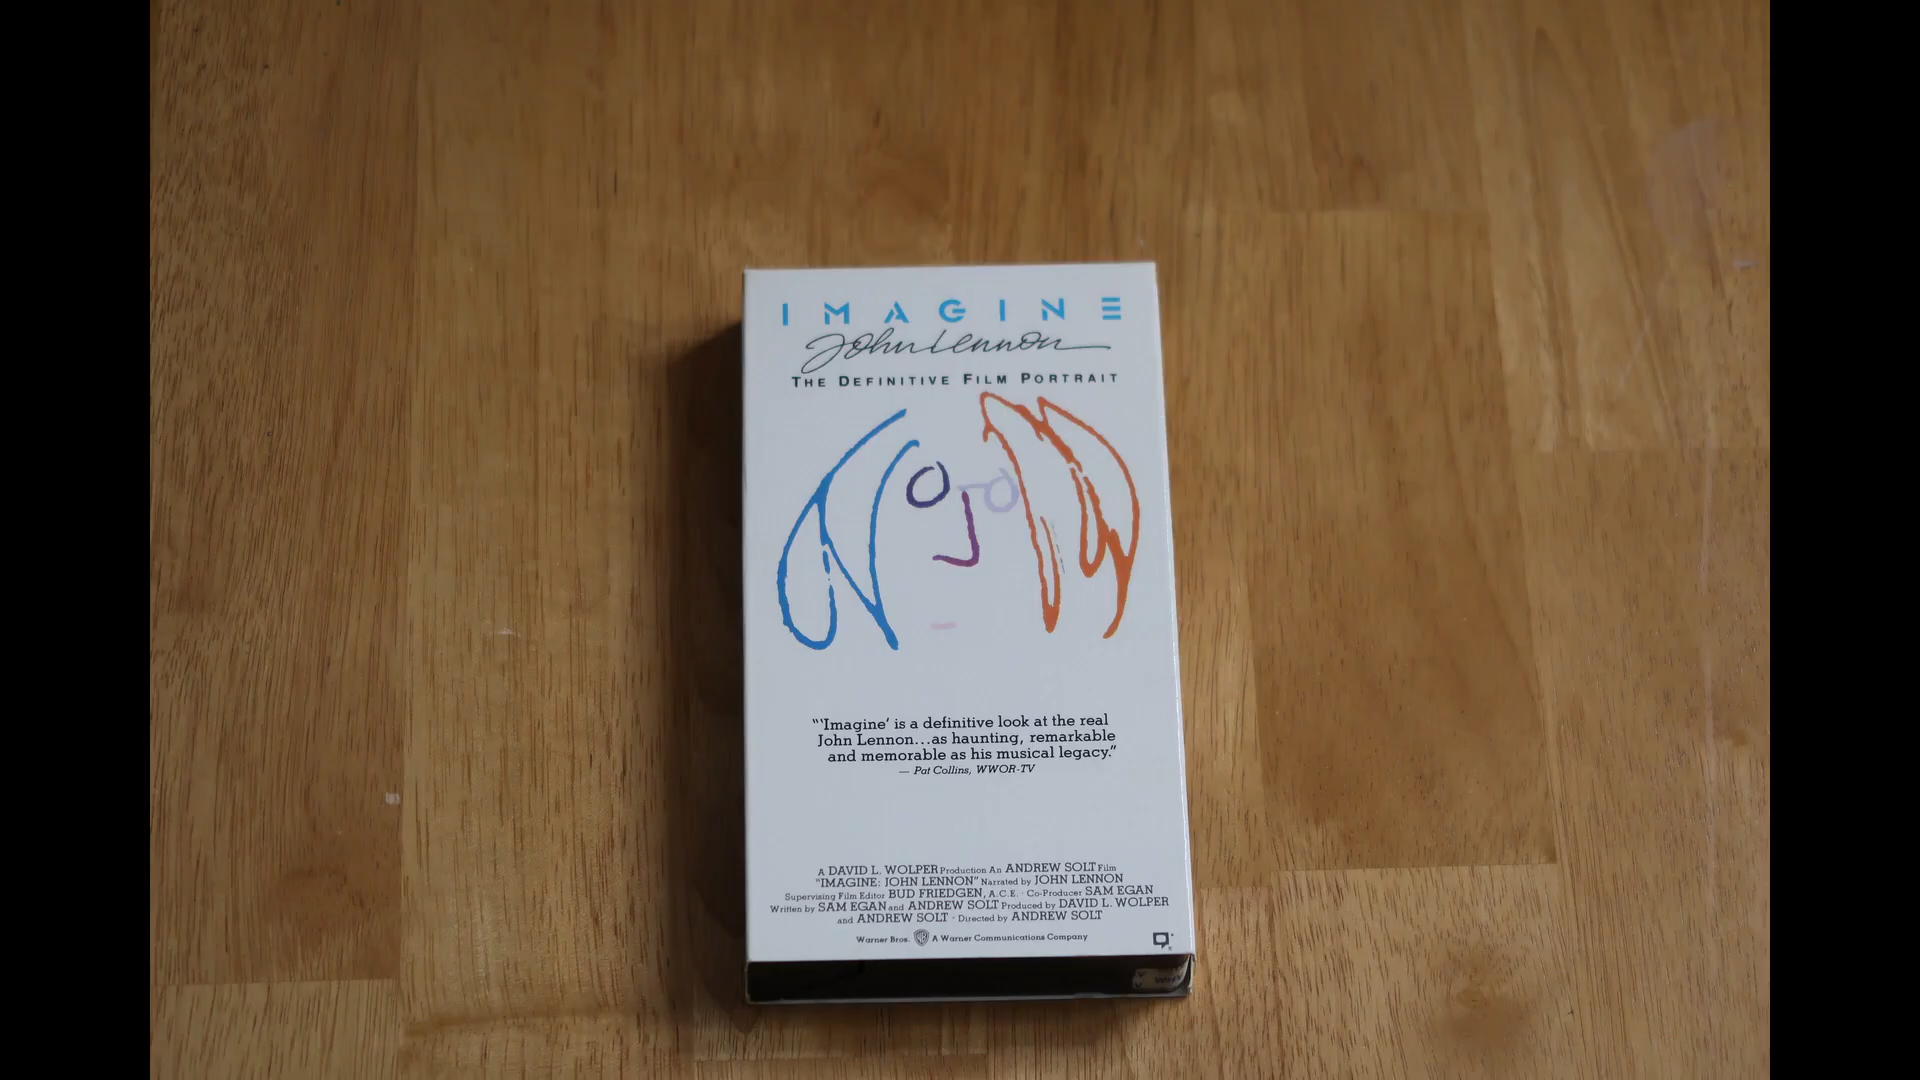 IMAGINE
John Lennon
THE DEFINITIVE FILM PORTRAIT
“‘Imagine’ is a definitive look at the real
John Lennon...as haunting, remarkable
and memorable as his musical legacy.”
— Pat Collins, WWOR-TV
A DAVID L. WOLPER Production An ANDREW SOLT Film
“IMAGINE: JOHN LENNON” Narrated by JOHN LENNON
Supervising Film Editor BUD FRIEDGEN, A.C.E. · Co-Producer SAM EGAN
Written by SAM EGAN and ANDREW SOLT Produced by DAVID L. WOLPER
and ANDREW SOLT · Directed by ANDREW SOLT
Warner Bros. WB A Warner Communications Company